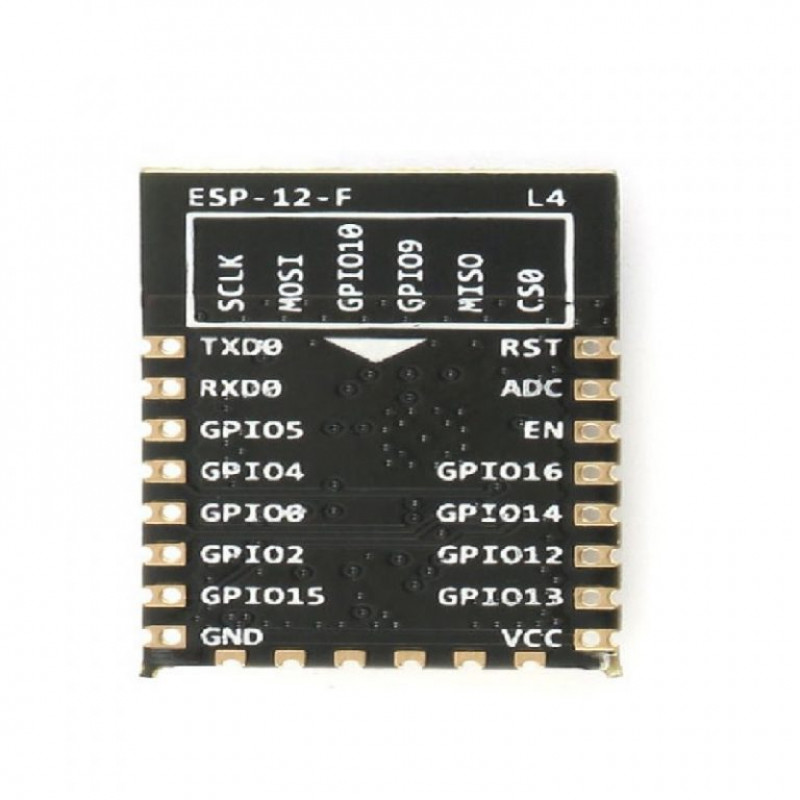 ESP-12-F L4
SCLK MOSI GPIO10 GPIO9 MISO CS0
TXD0 RST
RXD0 ADC
GPIO5 EN
GPIO4 GPIO16
GPIO0 GPIO14
GPIO2 GPIO12
GPIO15 GPIO13
GND VCC